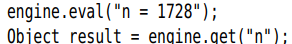 engine.eval("n = 1728");
Object result = engine.get("n");